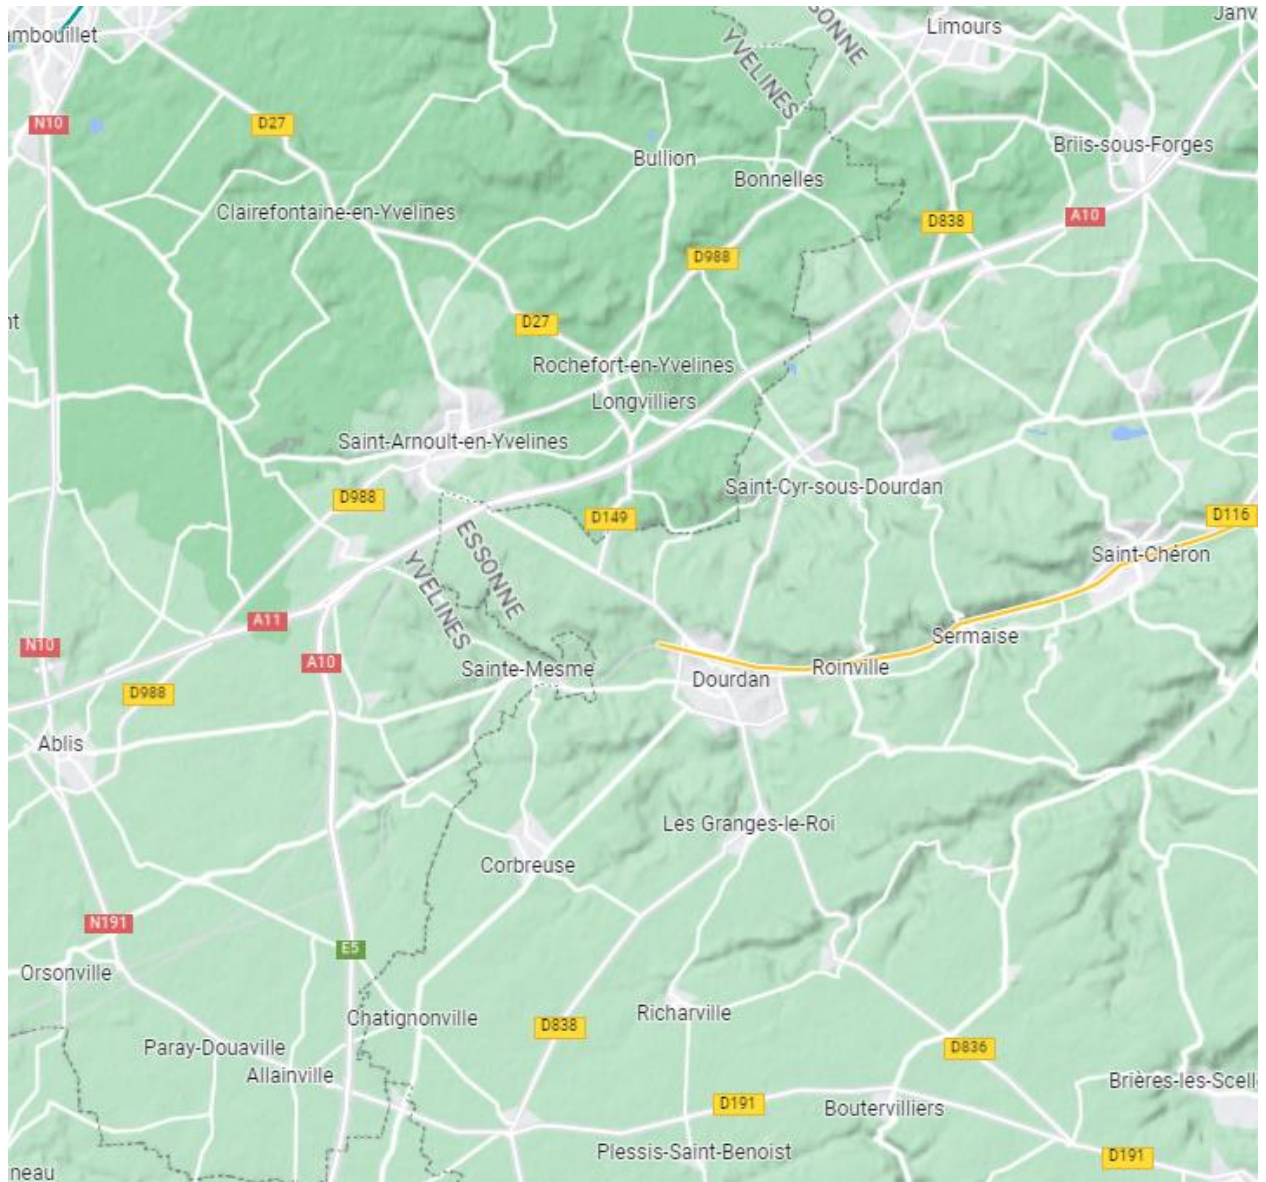 ambouillet
SONNE
Limours
Janv
YVELINES
N10
D27
Bullion
Briis-sous-Forges
Bonnelles
Clairefontaine-en-Yvelines
D838
A10
D988
nt
D27
Rochefort-en-Yvelines
Longvilliers
Saint-Arnoult-en-Yvelines
Saint-Cyr-sous-Dourdan
D988
D149
D116
ESSONNE
Saint-Chéron
YVELINES
A11
Sermaise
N10
A10
Sainte-Mesme
Roinville
Dourdan
D988
Ablis
Les Granges-le-Roi
Corbreuse
N191
E5
Orsonville
Richarville
Chatignonville
D838
Paray-Douaville
D836
Allainville
Brières-les-Scell
D191
Boutervilliers
Plessis-Saint-Benoist
D191
neau